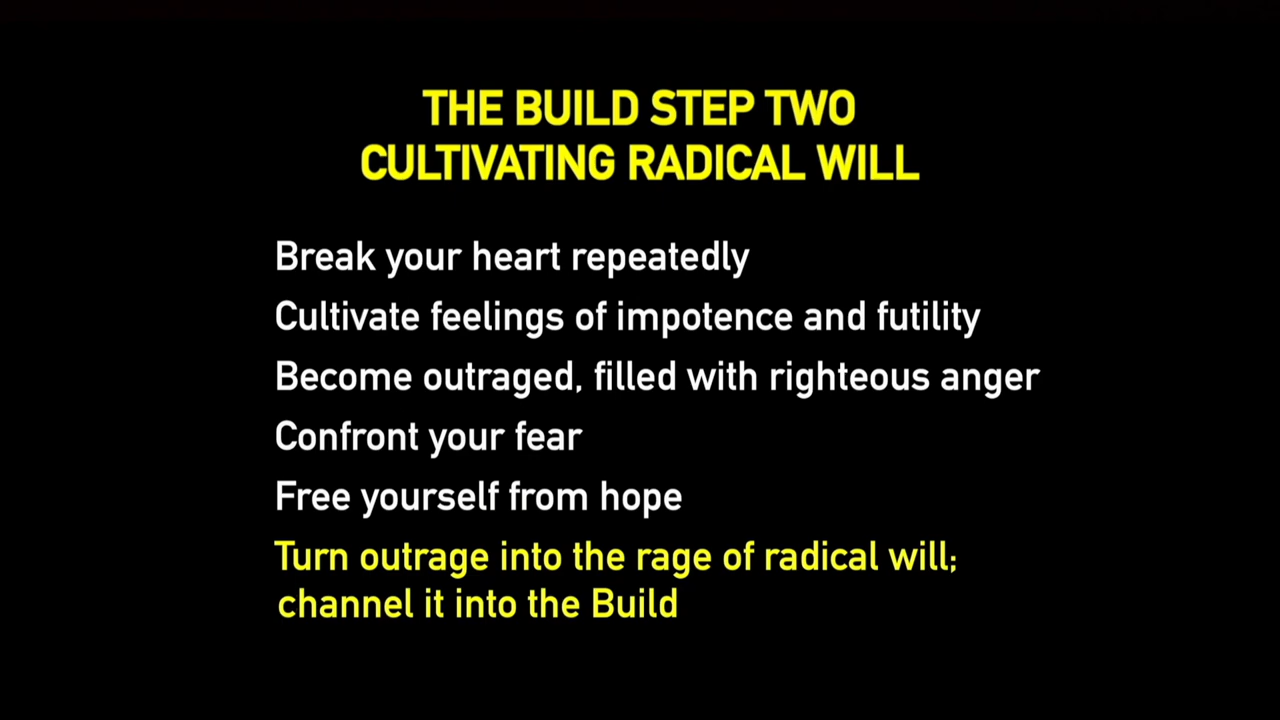 THE BUILD STEP TWO
CULTIVATING RADICAL WILL
Break your heart repeatedly
Cultivate feelings of impotence and futility
Become outraged, filled with righteous anger
Confront your fear
Free yourself from hope
Turn outrage into the rage of radical will;
channel it into the Build